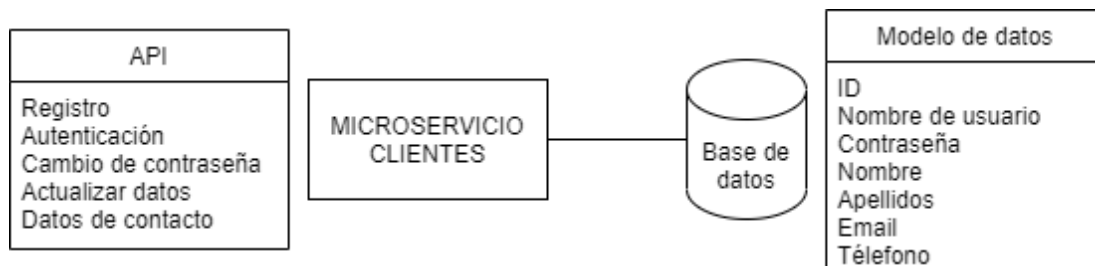 API
Registro
Autenticación
Cambio de contraseña
Actualizar datos
Datos de contacto
MICROSERVICIO
CLIENTES
Base de
datos
Modelo de datos
ID
Nombre de usuario
Contraseña
Nombre
Apellidos
Email
Télefono